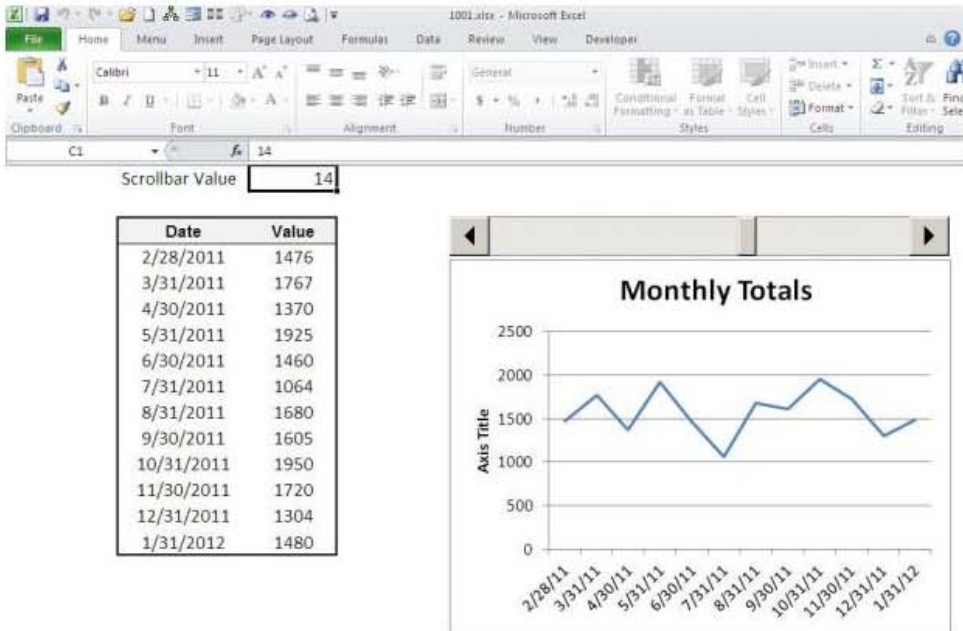 1001.xlsx - Microsoft Excel
File Home Menu Insert Page Layout Formulas Data Review View Developer
Calibri 11 General
Paste
Conditional Formatting Format as Table Cell Styles
Insert
Delete
Format
Sort & Filter
Clipboard Font Alignment Number Styles Cells Editing
C1 fx 14
Scrollbar Value 14
Date Value
2/28/2011 1476
3/31/2011 1767
4/30/2011 1370
5/31/2011 1925
6/30/2011 1460
7/31/2011 1064
8/31/2011 1680
9/30/2011 1605
10/31/2011 1950
11/30/2011 1720
12/31/2011 1304
1/31/2012 1480
Monthly Totals
Axis Title
2500
2000
1500
1000
500
0
2/28/11 3/31/11 4/30/11 5/31/11 6/30/11 7/31/11 8/31/11 9/30/11 10/31/11 11/30/11 12/31/11 1/31/12